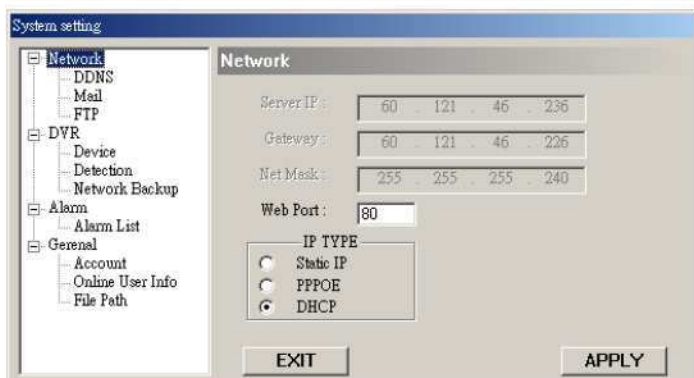 System setting
Network
DDNS
Mail
FTP
DVR
Device
Detection
Network Backup
Alarm
Alarm List
Gerenal
Account
Online User Info
File Path
Network
Server IP : 60 . 121 . 46 . 236
Gateway : 60 . 121 . 46 . 226
Net Mask : 255 . 255 . 255 . 240
Web Port : 80
IP TYPE
Static IP
PPPOE
DHCP
EXIT APPLY